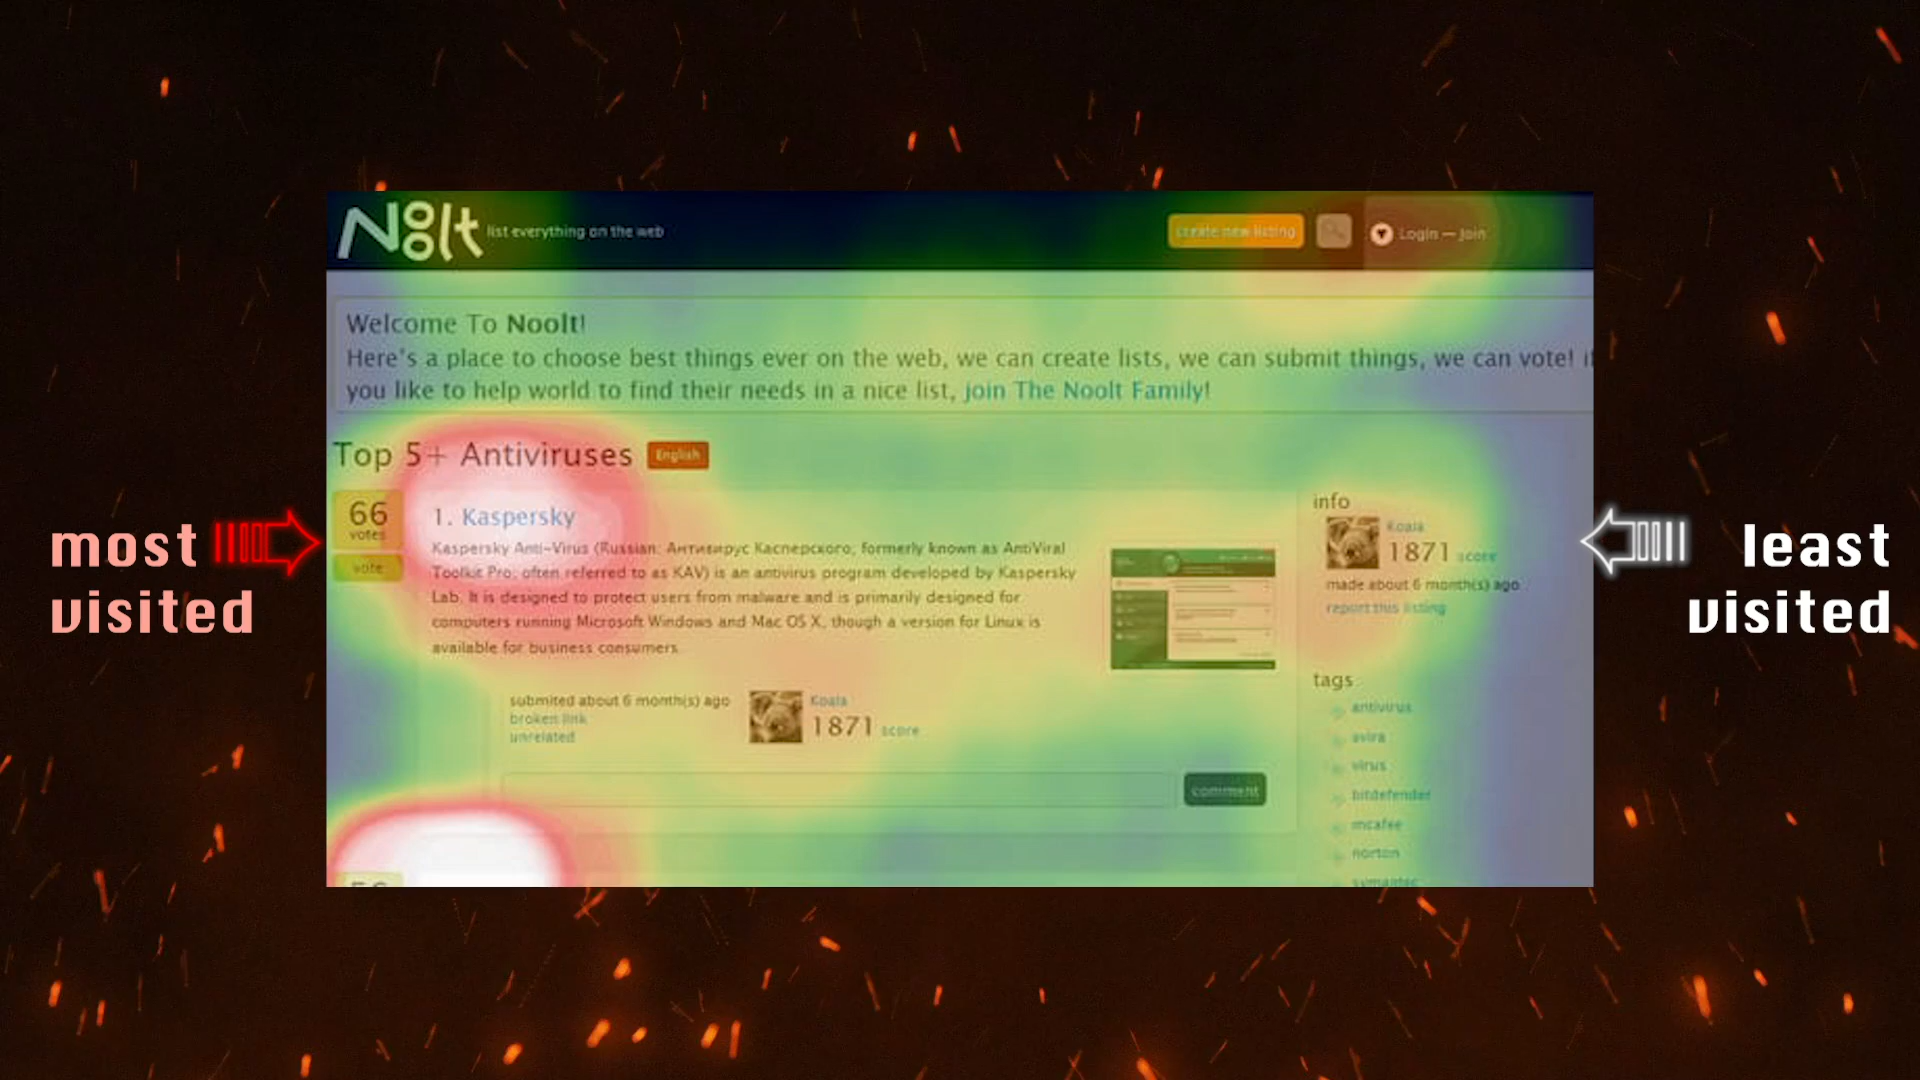 Noolt
list everything on the web
create new listing
Login — Join
Welcome To Noolt!
Here's a place to choose best things ever on the web, we can create lists, we can submit things, we can vote! if
you like to help world to find their needs in a nice list, join The Noolt Family!
Top 5+ Antiviruses English
66
votes
vote
1. Kaspersky
Kaspersky Anti-Virus (Russian: Антивирус Касперского; formerly known as AntiViral
Toolkit Pro; often referred to as KAV) is an antivirus program developed by Kaspersky
Lab. It is designed to protect users from malware and is primarily designed for
computers running Microsoft Windows and Mac OS X, though a version for Linux is
available for business consumers.
submited about 6 month(s) ago
broken link
unrelated
Koala
1871 score
comment
info
Koala
1871 score
made about 6 month(s) ago
report this listing
tags
antivirus
avira
virus
bitdefender
mcafee
norton
symantec
most
visited
least
visited